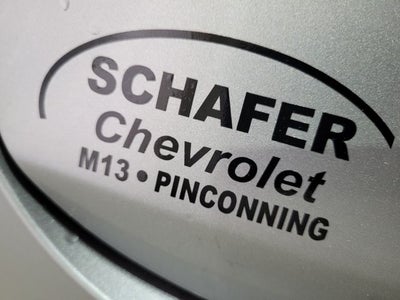 SCHAFER
Chevrolet
M13 • PINCONNING